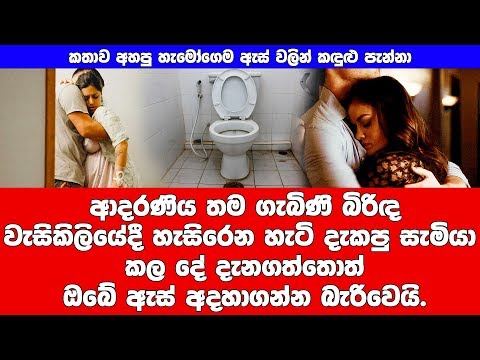 කතාව අහපු හැමෝගෙම ඇස් වලින් කඳුළු පැන්නා
ආදරණීය තම ගැබිණි බිරිඳ
වැසිකිලියේදී හැසිරෙන හැටි දැකපු සැමියා
කල දේ දැනගත්තොත්
ඔබේ ඇස් අදහාගන්න බැරිවෙයි.